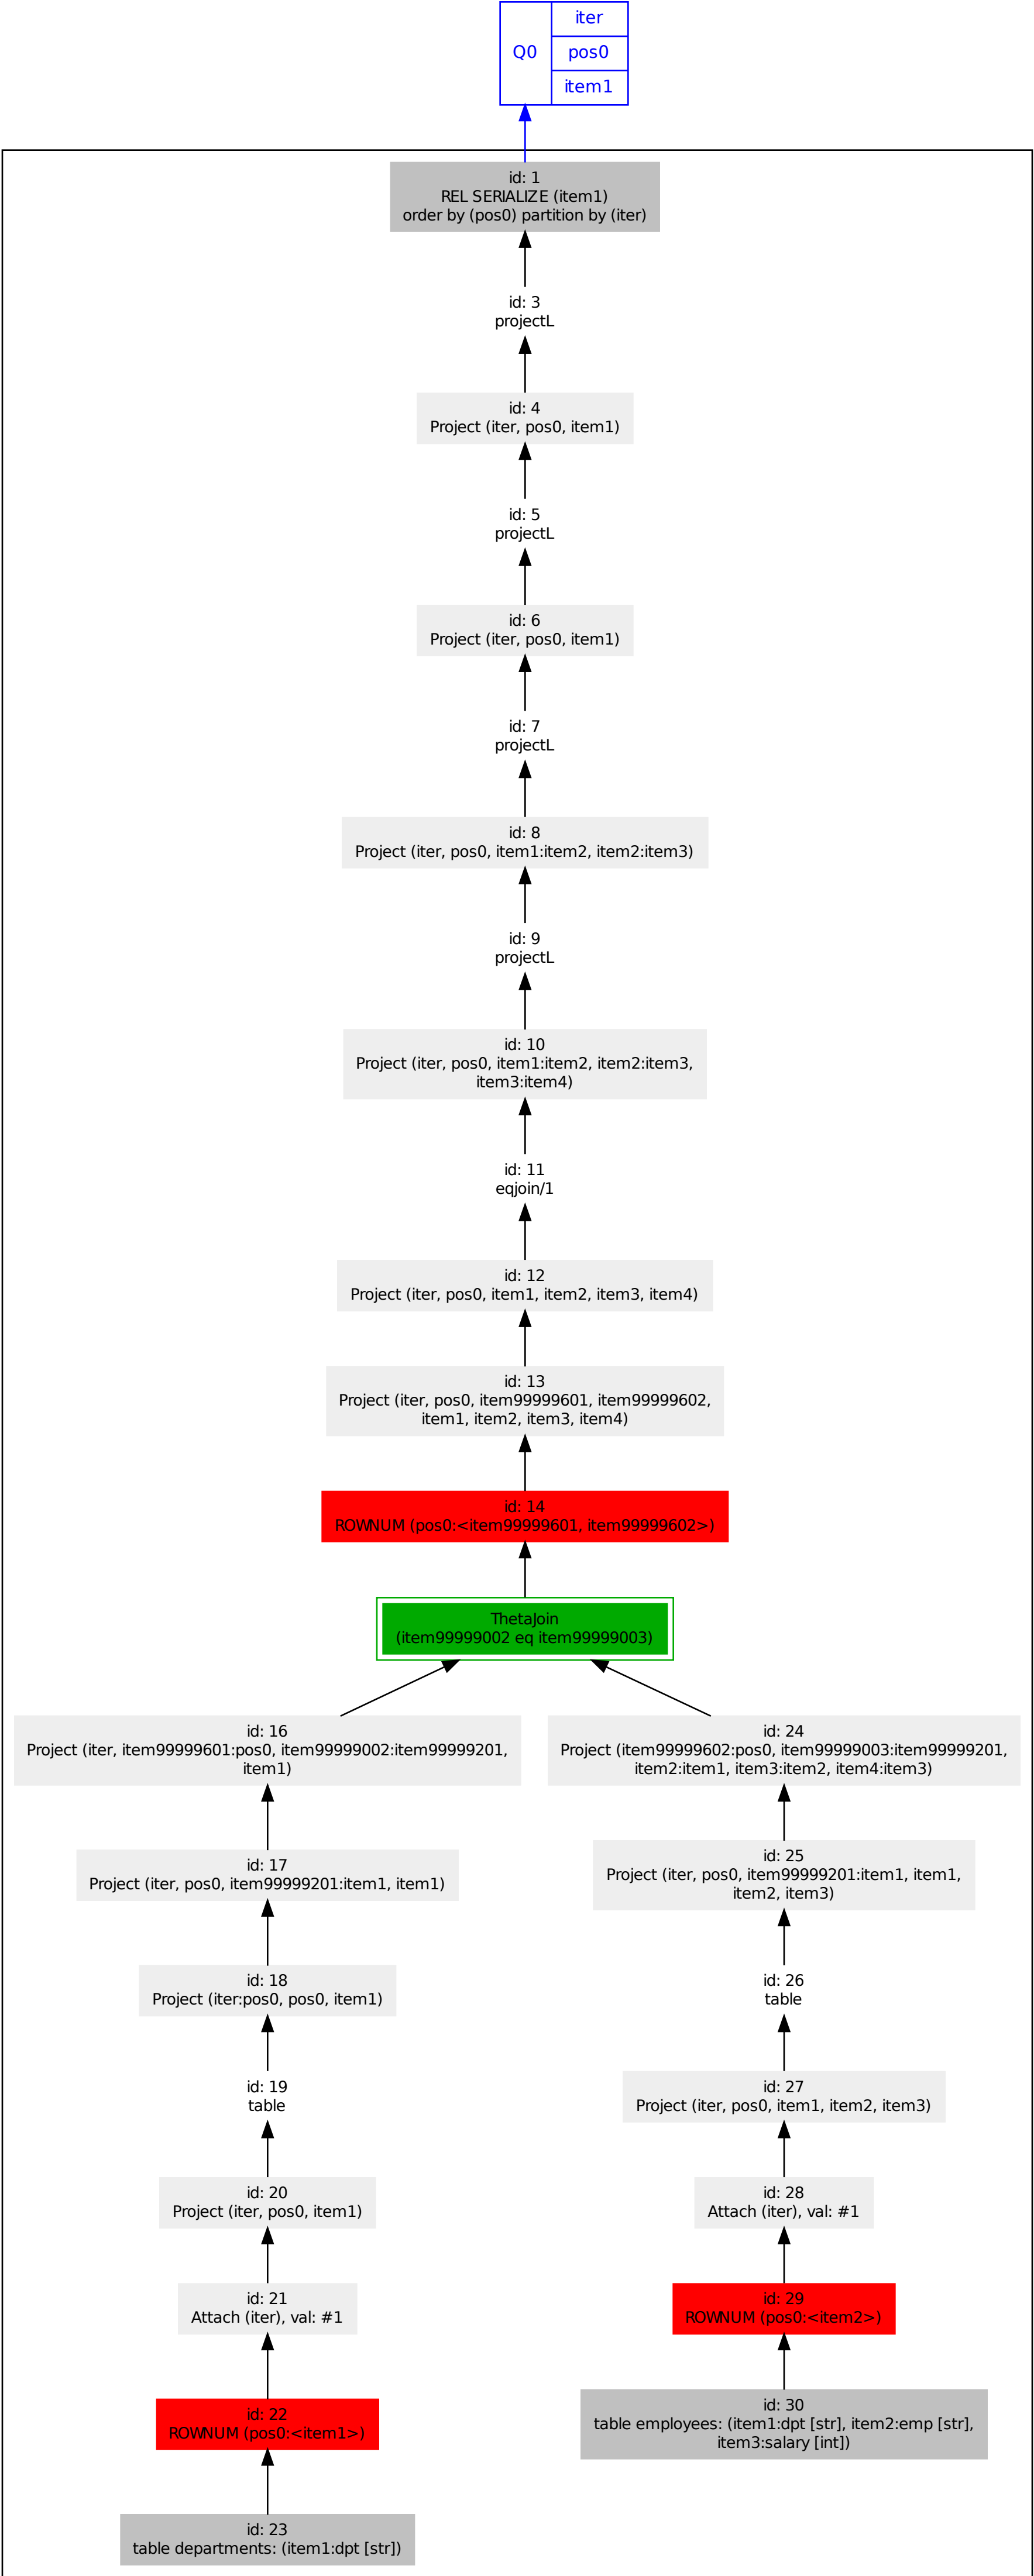 Q0
iter
pos0
item1
id: 1
REL SERIALIZE (item1)
order by (pos0) partition by (iter)
id: 3
projectL
id: 4
Project (iter, pos0, item1)
id: 5
projectL
id: 6
Project (iter, pos0, item1)
id: 7
projectL
id: 8
Project (iter, pos0, item1:item2, item2:item3)
id: 9
projectL
id: 10
Project (iter, pos0, item1:item2, item2:item3,
item3:item4)
id: 11
eqjoin/1
id: 12
Project (iter, pos0, item1, item2, item3, item4)
id: 13
Project (iter, pos0, item99999601, item99999602,
item1, item2, item3, item4)
id: 14
ROWNUM (pos0:<item99999601, item99999602>)
ThetaJoin
(item99999002 eq item99999003)
id: 16
Project (iter, item99999601:pos0, item99999002:item99999201,
item1)
id: 24
Project (item99999602:pos0, item99999003:item99999201,
item2:item1, item3:item2, item4:item3)
id: 17
Project (iter, pos0, item99999201:item1, item1)
id: 25
Project (iter, pos0, item99999201:item1, item1,
item2, item3)
id: 18
Project (iter:pos0, pos0, item1)
id: 26
table
id: 19
table
id: 27
Project (iter, pos0, item1, item2, item3)
id: 20
Project (iter, pos0, item1)
id: 28
Attach (iter), val: #1
id: 21
Attach (iter), val: #1
id: 29
ROWNUM (pos0:<item2>)
id: 22
ROWNUM (pos0:<item1>)
id: 30
table employees: (item1:dpt [str], item2:emp [str],
item3:salary [int])
id: 23
table departments: (item1:dpt [str])